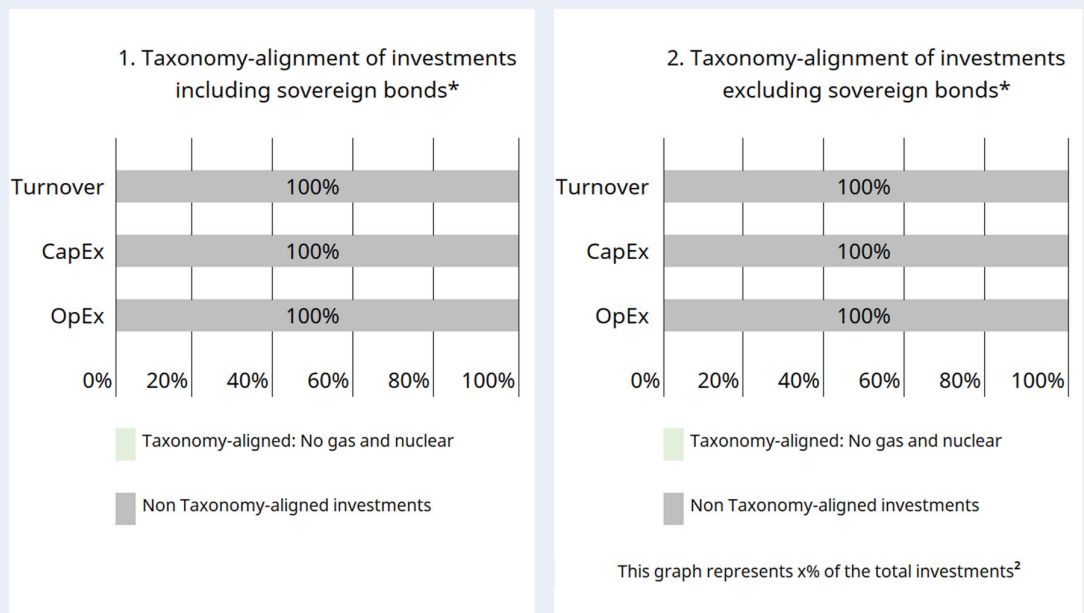 1. Taxonomy-alignment of investments
including sovereign bonds*
Turnover 100%
CapEx 100%
OpEx 100%
0% 20% 40% 60% 80% 100%
Taxonomy-aligned: No gas and nuclear
Non Taxonomy-aligned investments
2. Taxonomy-alignment of investments
excluding sovereign bonds*
Turnover 100%
CapEx 100%
OpEx 100%
0% 20% 40% 60% 80% 100%
Taxonomy-aligned: No gas and nuclear
Non Taxonomy-aligned investments
This graph represents x% of the total investments²